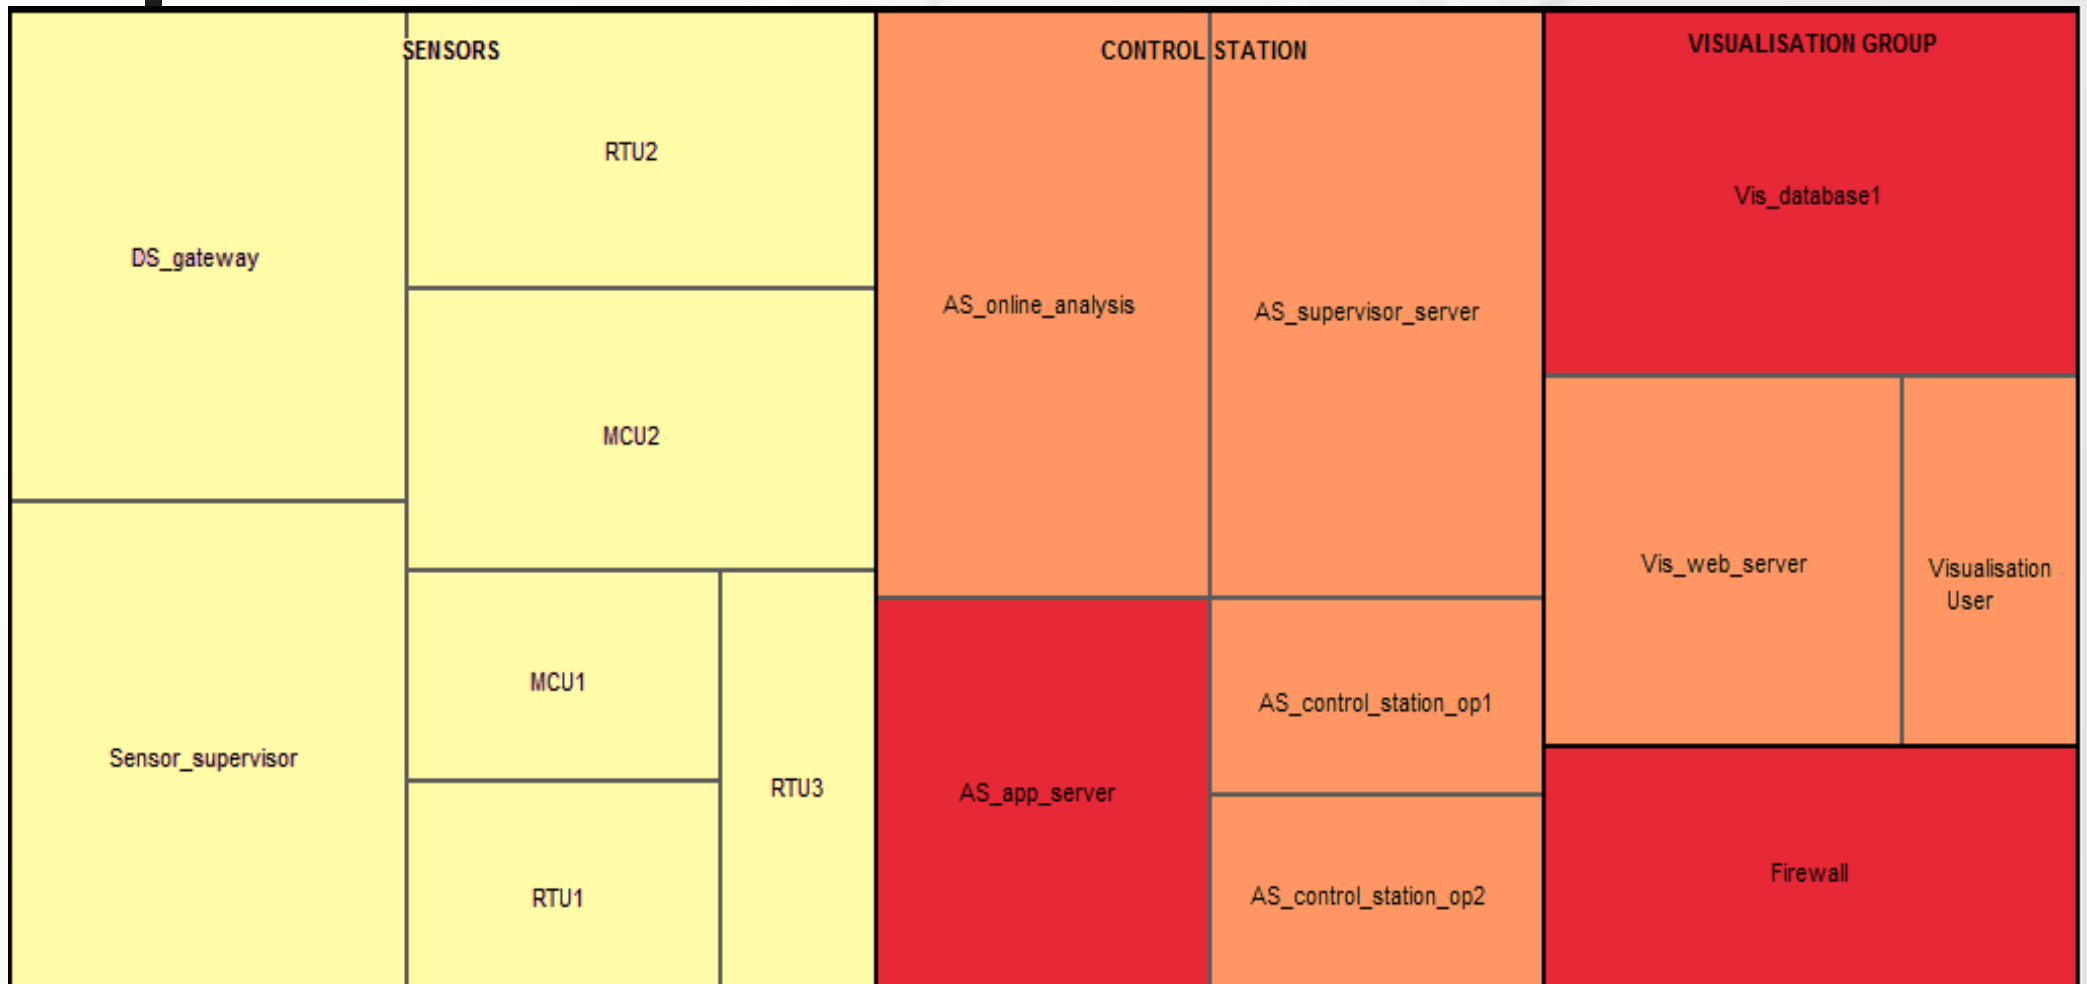 SENSORS
DS_gateway
RTU2
MCU2
Sensor_supervisor
MCU1
RTU1
RTU3
CONTROL STATION
AS_online_analysis
AS_supervisor_server
AS_app_server
AS_control_station_op1
AS_control_station_op2
VISUALISATION GROUP
Vis_database1
Vis_web_server
Visualisation
User
Firewall